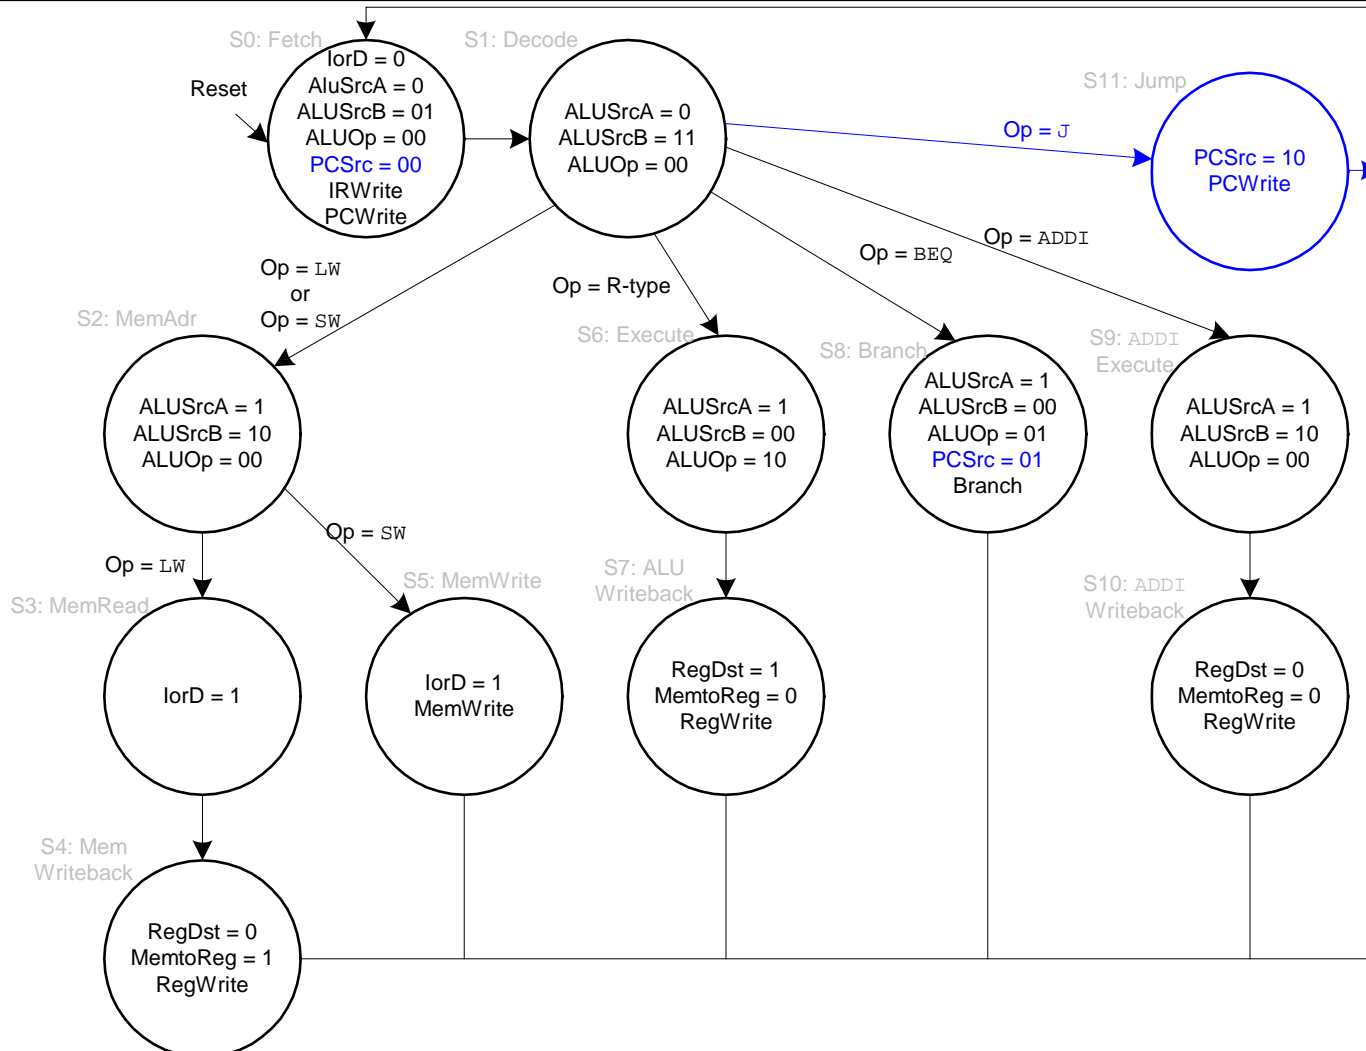 S0: Fetch
IorD = 0
AluSrcA = 0
ALUSrcB = 01
ALUOp = 00
PCSrc = 00
IRWrite
PCWrite
Reset
S1: Decode
ALUSrcA = 0
ALUSrcB = 11
ALUOp = 00
S11: Jump
Op = J
PCSrc = 10
PCWrite
Op = LW
or
Op = SW
Op = R-type
Op = BEQ
Op = ADDI
S2: MemAdr
ALUSrcA = 1
ALUSrcB = 10
ALUOp = 00
S6: Execute
ALUSrcA = 1
ALUSrcB = 00
ALUOp = 10
S8: Branch
ALUSrcA = 1
ALUSrcB = 00
ALUOp = 01
PCSrc = 01
Branch
S9: ADDI
Execute
ALUSrcA = 1
ALUSrcB = 10
ALUOp = 00
Op = LW
Op = SW
S3: MemRead
IorD = 1
S5: MemWrite
IorD = 1
MemWrite
S7: ALU
Writeback
RegDst = 1
MemtoReg = 0
RegWrite
S10: ADDI
Writeback
RegDst = 0
MemtoReg = 0
RegWrite
S4: Mem
Writeback
RegDst = 0
MemtoReg = 1
RegWrite